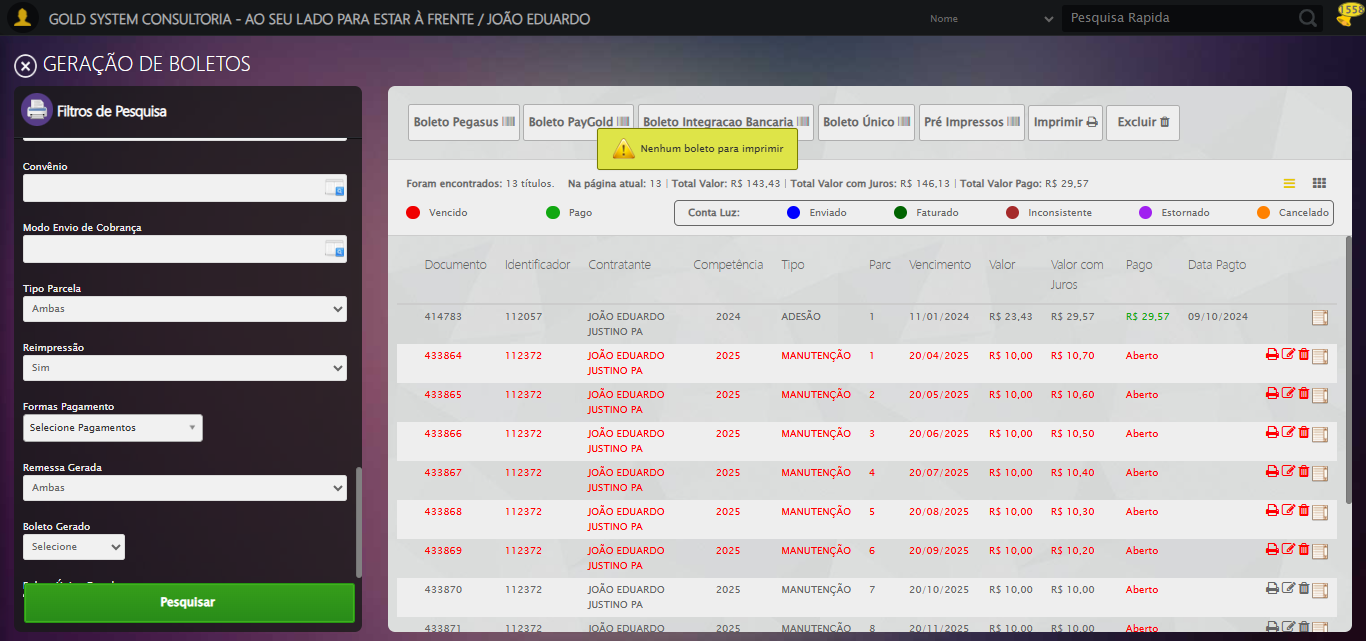 GOLD SYSTEM CONSULTORIA - AO SEU LADO PARA ESTAR À FRENTE / JOÃO EDUARDO
Nome
Pesquisa Rapida
1556
GERAÇÃO DE BOLETOS
Filtros de Pesquisa
Convênio
Modo Envio de Cobrança
Tipo Parcela
Ambas
Reimpressão
Sim
Formas Pagamento
Selecione Pagamentos
Remessa Gerada
Ambas
Boleto Gerado
Selecione
Pesquisar
Boleto Pegasus
Boleto PayGold
Boleto Integracao Bancaria
Boleto Único
Pré Impressos
Imprimir
Excluir
Nenhum boleto para imprimir
Foram encontrados: 13 títulos. Na página atual: 13 | Total Valor: R$ 143,43 | Total Valor com Juros: R$ 146,13 | Total Valor Pago: R$ 29,57
Vencido
Pago
Conta Luz:
Enviado
Faturado
Inconsistente
Estornado
Cancelado
Documento Identificador Contratante Competência Tipo Parc Vencimento Valor Valor com Pago Data Pagto
Juros
414783 112057 JOÃO EDUARDO 2024 ADESÃO 1 11/01/2024 R$ 23,43 R$ 29,57 R$ 29,57 09/10/2024
JUSTINO PA
433864 112372 JOÃO EDUARDO 2025 MANUTENÇÃO 1 20/04/2025 R$ 10,00 R$ 10,70 Aberto
JUSTINO PA
433865 112372 JOÃO EDUARDO 2025 MANUTENÇÃO 2 20/05/2025 R$ 10,00 R$ 10,60 Aberto
JUSTINO PA
433866 112372 JOÃO EDUARDO 2025 MANUTENÇÃO 3 20/06/2025 R$ 10,00 R$ 10,50 Aberto
JUSTINO PA
433867 112372 JOÃO EDUARDO 2025 MANUTENÇÃO 4 20/07/2025 R$ 10,00 R$ 10,40 Aberto
JUSTINO PA
433868 112372 JOÃO EDUARDO 2025 MANUTENÇÃO 5 20/08/2025 R$ 10,00 R$ 10,30 Aberto
JUSTINO PA
433869 112372 JOÃO EDUARDO 2025 MANUTENÇÃO 6 20/09/2025 R$ 10,00 R$ 10,20 Aberto
JUSTINO PA
433870 112372 JOÃO EDUARDO 2025 MANUTENÇÃO 7 20/10/2025 R$ 10,00 R$ 10,00 Aberto
JUSTINO PA
433871 112372 JOÃO EDUARDO 2025 MANUTENÇÃO 8 20/11/2025 R$ 10,00 R$ 10,00 Aberto